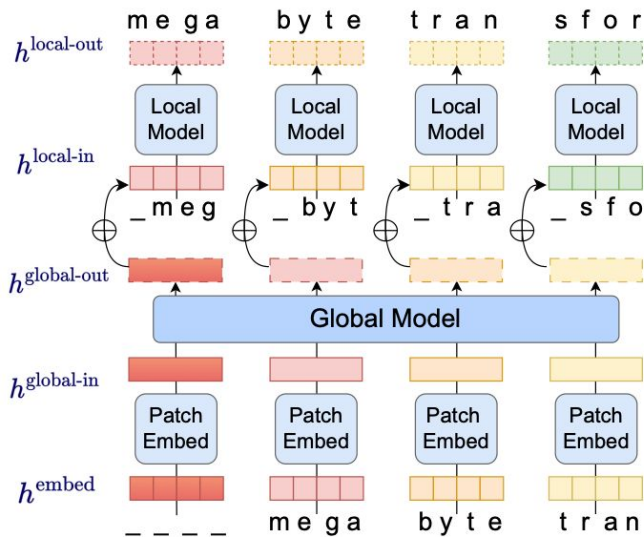 m e g a b y t e t r a n s f o r
h^local-out
Local Model Local Model Local Model Local Model
h^local-in
_ m e g _ b y t _ t r a _ s f o
h^global-out
Global Model
h^global-in
Patch Embed Patch Embed Patch Embed Patch Embed
h^embed
_ _ _ _ m e g a b y t e t r a n